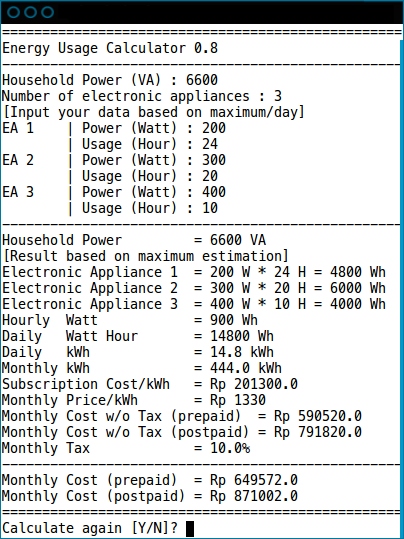 ==================================================
Energy Usage Calculator 0.8
--------------------------------------------------
Household Power (VA) : 6600
Number of electronic appliances : 3
[Input your data based on maximum/day]
EA 1    | Power (Watt) : 200
        | Usage (Hour) : 24
EA 2    | Power (Watt) : 300
        | Usage (Hour) : 20
EA 3    | Power (Watt) : 400
        | Usage (Hour) : 10
--------------------------------------------------
Household Power         = 6600 VA
[Result based on maximum estimation]
Electronic Appliance 1  = 200 W * 24 H = 4800 Wh
Electronic Appliance 2  = 300 W * 20 H = 6000 Wh
Electronic Appliance 3  = 400 W * 10 H = 4000 Wh
Hourly  Watt            = 900 Wh
Daily   Watt Hour       = 14800 Wh
Daily   kWh             = 14.8 kWh
Monthly kWh             = 444.0 kWh
Subscription Cost/kWh   = Rp 201300.0
Monthly Price/kWh       = Rp 1330
Monthly Cost w/o Tax (prepaid)  = Rp 590520.0
Monthly Cost w/o Tax (postpaid) = Rp 791820.0
Monthly Tax             = 10.0%
--------------------------------------------------
Monthly Cost (prepaid)  = Rp 649572.0
Monthly Cost (postpaid) = Rp 871002.0
==================================================
Calculate again [Y/N]?